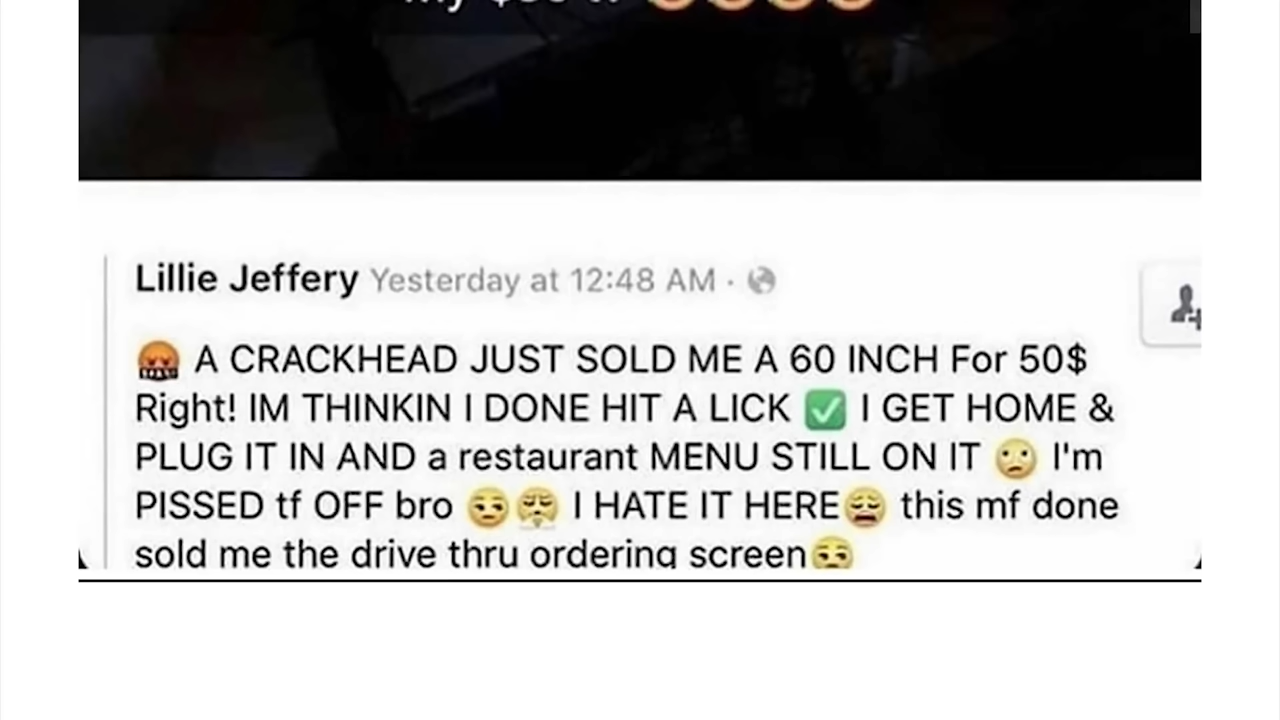 Lillie Jeffery Yesterday at 12:48 AM ·
🤬 A CRACKHEAD JUST SOLD ME A 60 INCH For 50$
Right! IM THINKIN I DONE HIT A LICK ✅ I GET HOME &
PLUG IT IN AND a restaurant MENU STILL ON IT 🙁 I'm
PISSED tf OFF bro 😒😤 I HATE IT HERE😩 this mf done
sold me the drive thru ordering screen😒